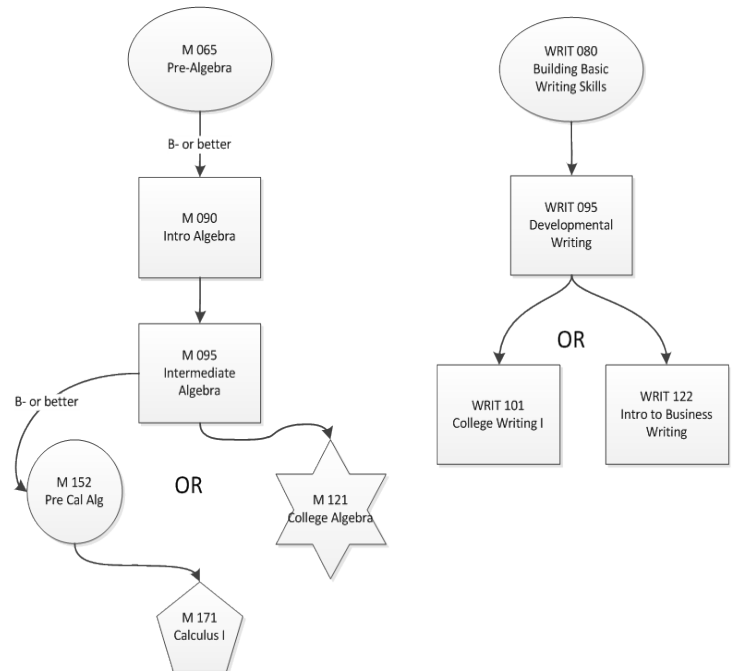 M 065
Pre-Algebra
B- or better
M 090
Intro Algebra
M 095
Intermediate
Algebra
B- or better
M 152
Pre Cal Alg
OR
M 121
College Algebra
M 171
Calculus I
WRIT 080
Building Basic
Writing Skills
WRIT 095
Developmental
Writing
OR
WRIT 101
College Writing I
WRIT 122
Intro to Business
Writing